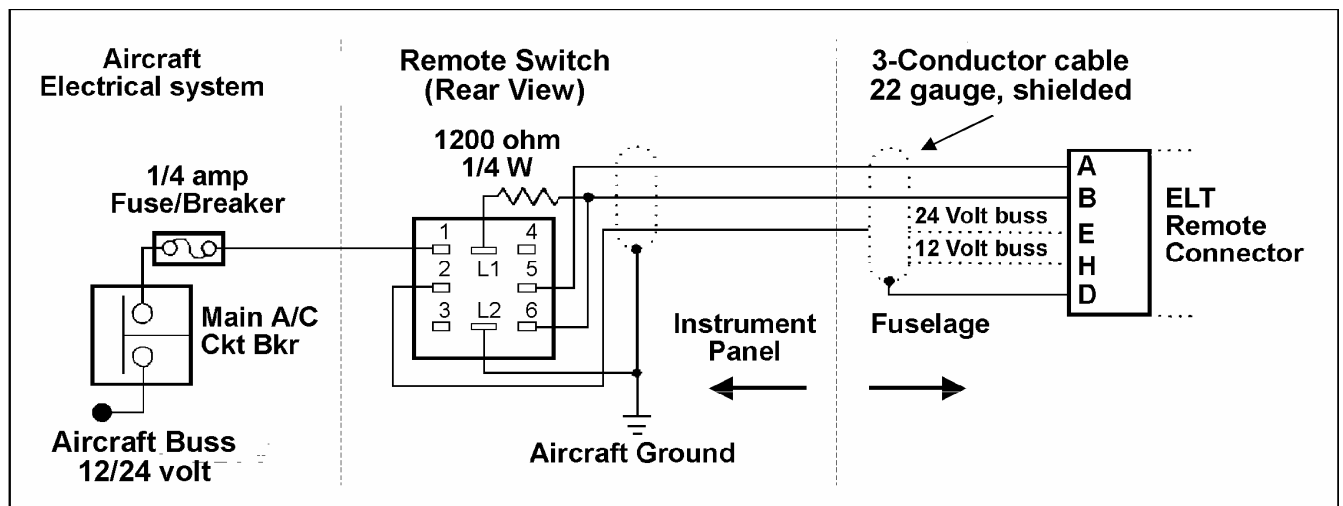 Aircraft
Electrical system
Remote Switch
(Rear View)
3-Conductor cable
22 gauge, shielded
1200 ohm
1/4 W
1/4 amp
Fuse/Breaker
1
4
L1
2
5
3
L2
6
A
B
24 Volt buss
E
12 Volt buss
H
D
ELT
Remote
Connector
Main A/C
Ckt Bkr
Instrument
Panel
Fuselage
Aircraft Buss
12/24 volt
Aircraft Ground